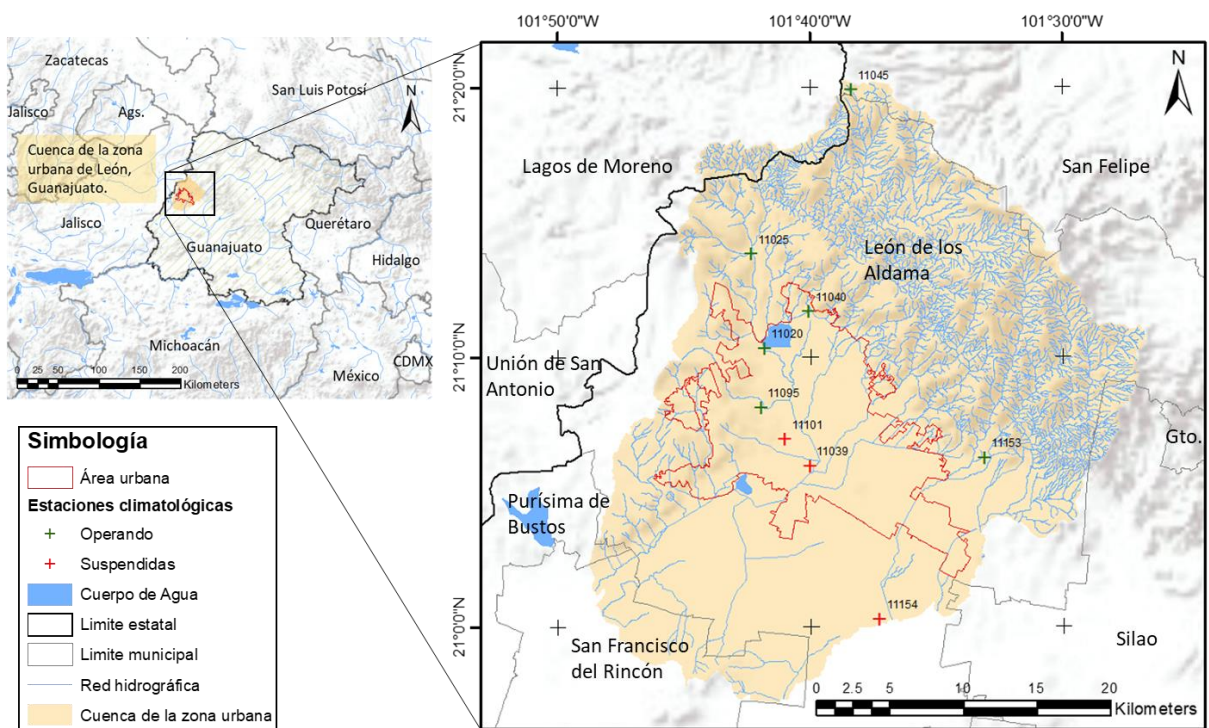 101°50'0"W
101°40'0"W
101°30'0"W
Zacatecas
San Luis Potosí
N
Jalisco
Ags.
Cuenca de la zona
urbana de León,
Guanajuato.
Jalisco
Querétaro
Guanajuato
Hidalgo
Michoacán
CDMX
México
0 25 50 100 150 200
Kilometers
Simbología
Área urbana
Estaciones climatológicas
Operando
Suspendidas
Cuerpo de Agua
Limite estatal
Limite municipal
Red hidrográfica
Cuenca de la zona urbana
21°20'0"N
21°10'0"N
21°0'0"N
11045
N
Lagos de Moreno
San Felipe
11025
León de los
Aldama
11040
11020
Unión de San
Antonio
11095
11101
11039
11153
Gto.
Purísima de
Bustos
11154
San Francisco
del Rincón
Silao
0 2.5 5 10 15 20
Kilometers